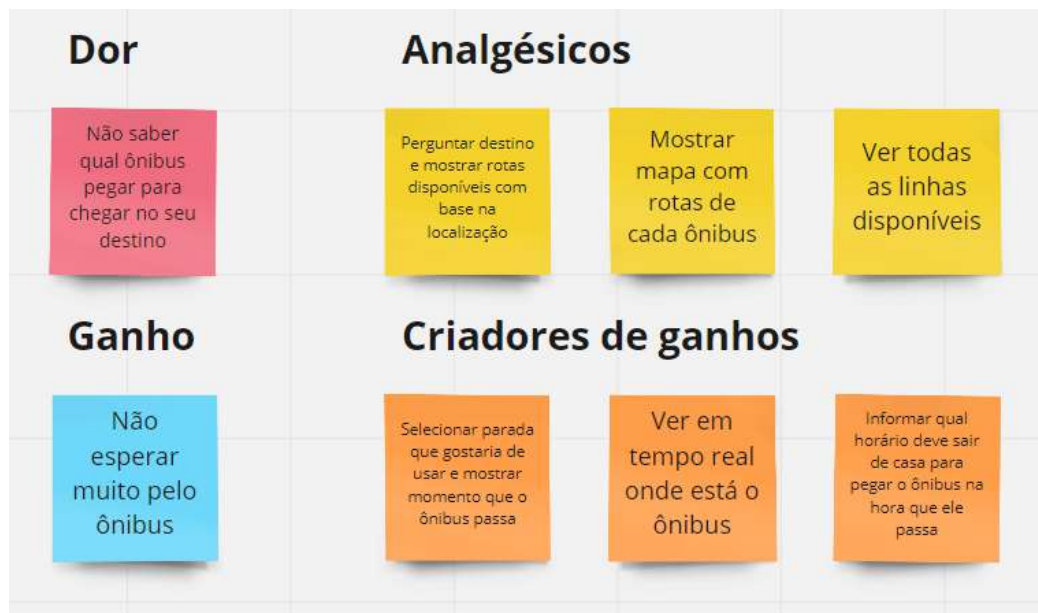 Dor
Analgésicos
Não saber
qual ônibus
pegar para
chegar no seu
destino
Perguntar destino
e mostrar rotas
disponíveis com
base na
localização
Mostrar
mapa com
rotas de
cada ônibus
Ver todas
as linhas
disponíveis
Ganho
Criadores de ganhos
Não
esperar
muito pelo
ônibus
Selecionar parada
que gostaria de
usar e mostrar
momento que o
ônibus passa
Ver em
tempo real
onde está o
ônibus
Informar qual
horário deve sair
de casa para
pegar o ônibus na
hora que ele
passa